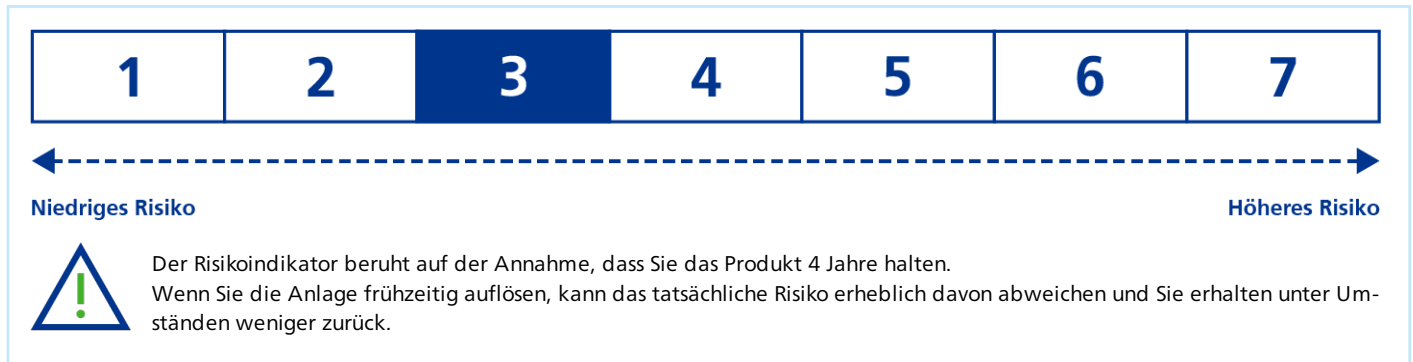 1 2 3 4 5 6 7
Niedriges Risiko Höheres Risiko
Der Risikoindikator beruht auf der Annahme, dass Sie das Produkt 4 Jahre halten.
Wenn Sie die Anlage frühzeitig auflösen, kann das tatsächliche Risiko erheblich davon abweichen und Sie erhalten unter Um-
ständen weniger zurück.